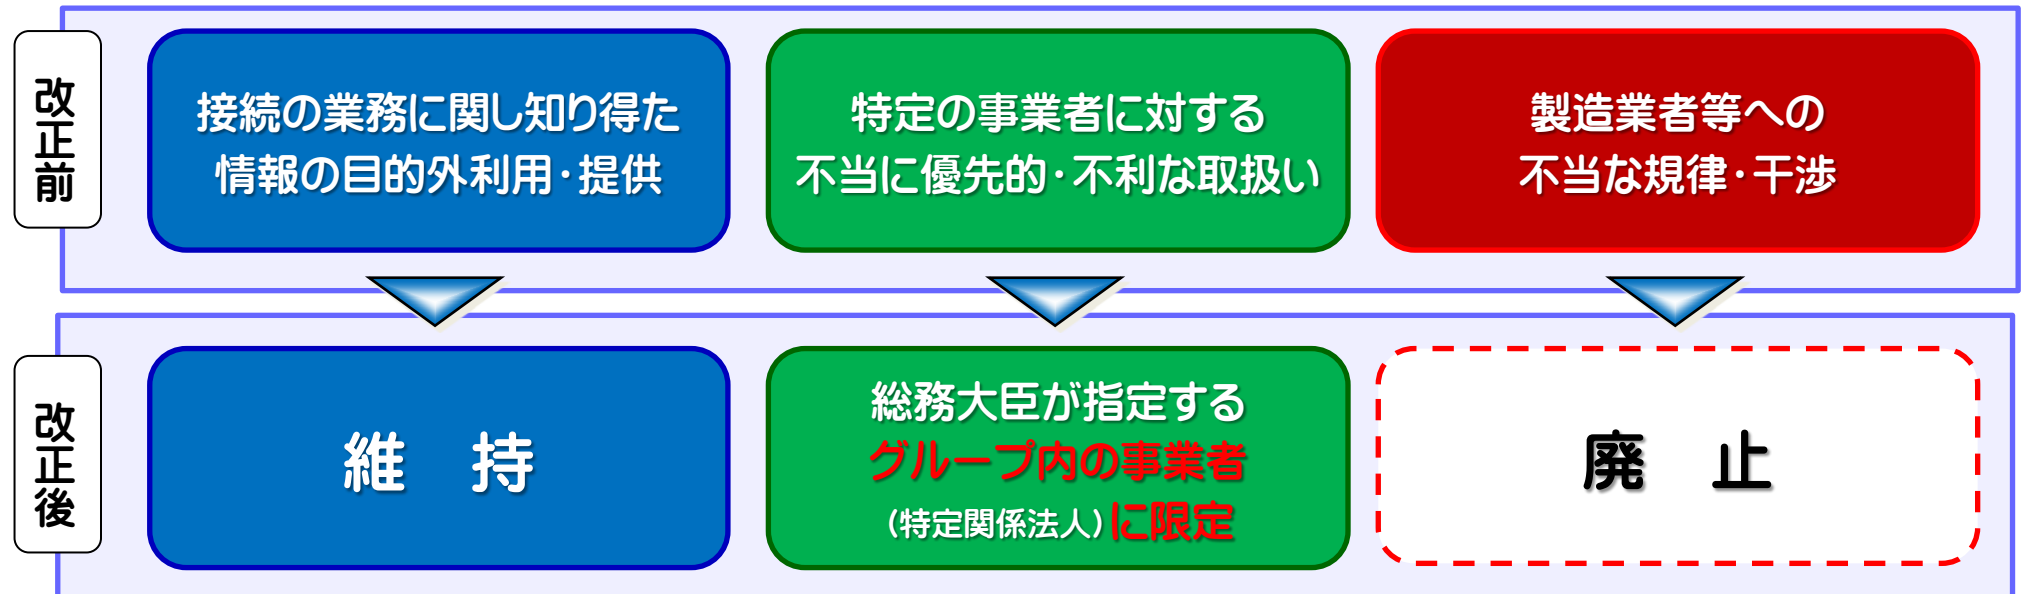 改正前
接続の業務に関し知り得た
情報の目的外利用・提供
特定の事業者に対する
不当に優先的・不利な取扱い
製造業者等への
不当な規律・干渉
改正後
維　持
総務大臣が指定する
グループ内の事業者
（特定関係法人）に限定
廃　止